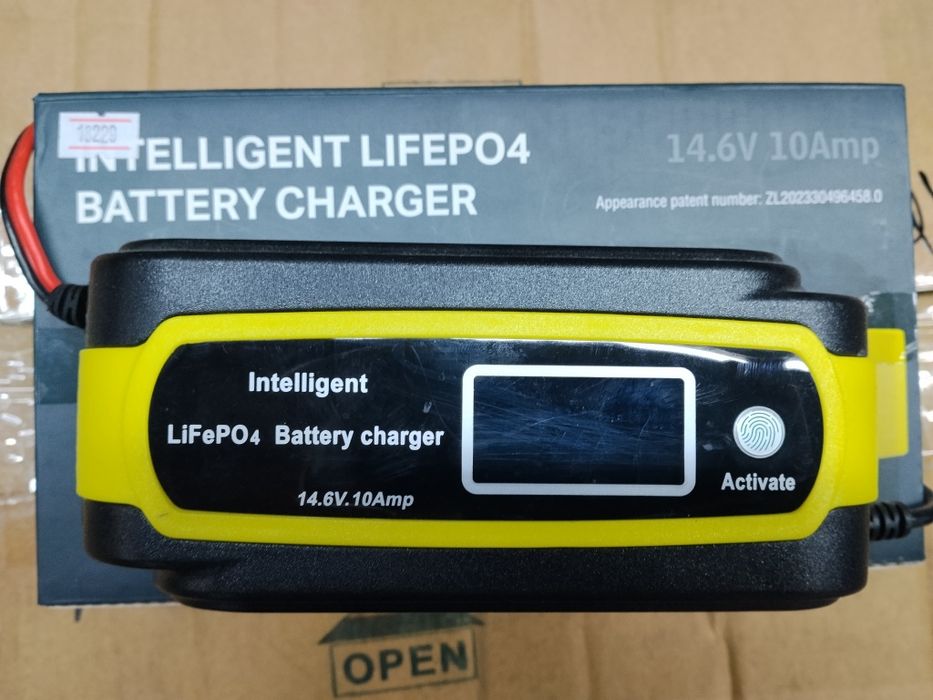 18229
INTELLIGENT LIFEPO4
BATTERY CHARGER
14.6V 10Amp
Appearance patent number: ZL202330496458.0
Intelligent
LiFePO4 Battery charger
14.6V.10Amp
Activate
OPEN